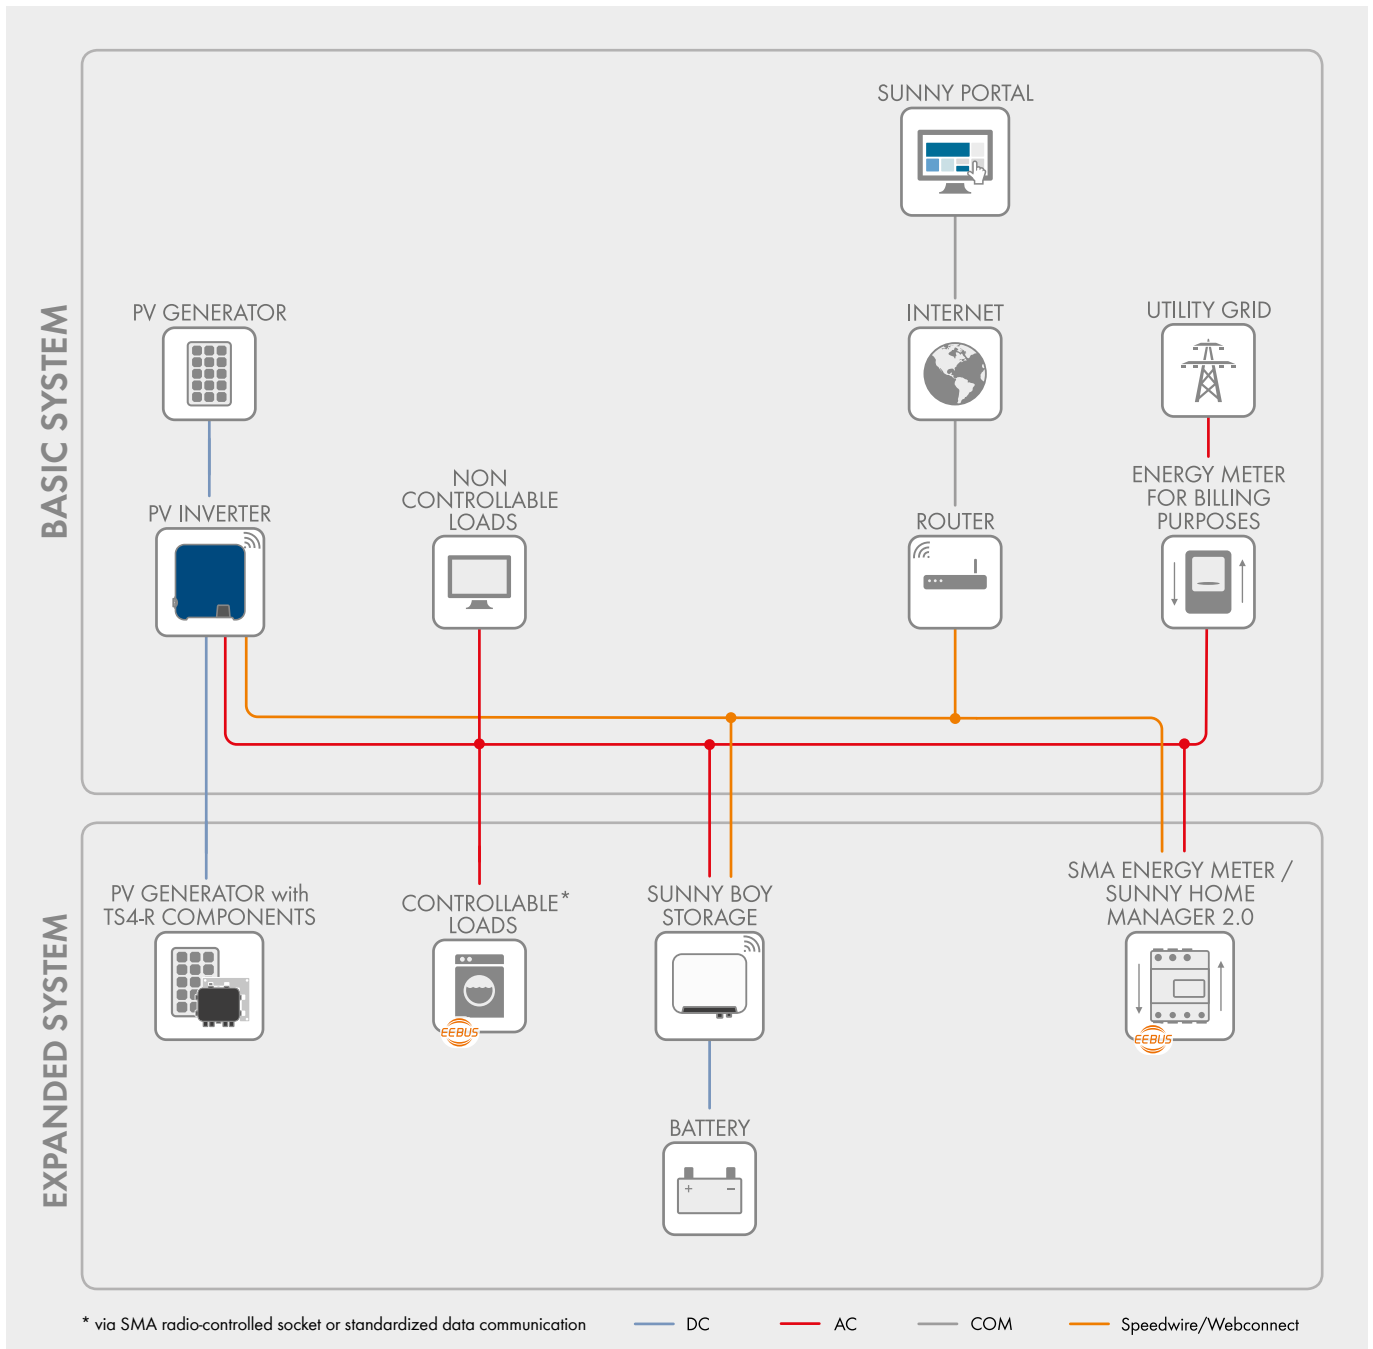 BASIC SYSTEM
SUNNY PORTAL
PV GENERATOR
INTERNET
UTILITY GRID
PV INVERTER
NON
CONTROLLABLE
LOADS
ROUTER
ENERGY METER
FOR BILLING
PURPOSES
EXPANDED SYSTEM
PV GENERATOR with
TS4-R COMPONENTS
CONTROLLABLE*
LOADS
EEBUS
SUNNY BOY
STORAGE
SMA ENERGY METER /
SUNNY HOME
MANAGER 2.0
EEBUS
BATTERY
+ −
* via SMA radio-controlled socket or standardized data communication
DC
AC
COM
Speedwire/Webconnect